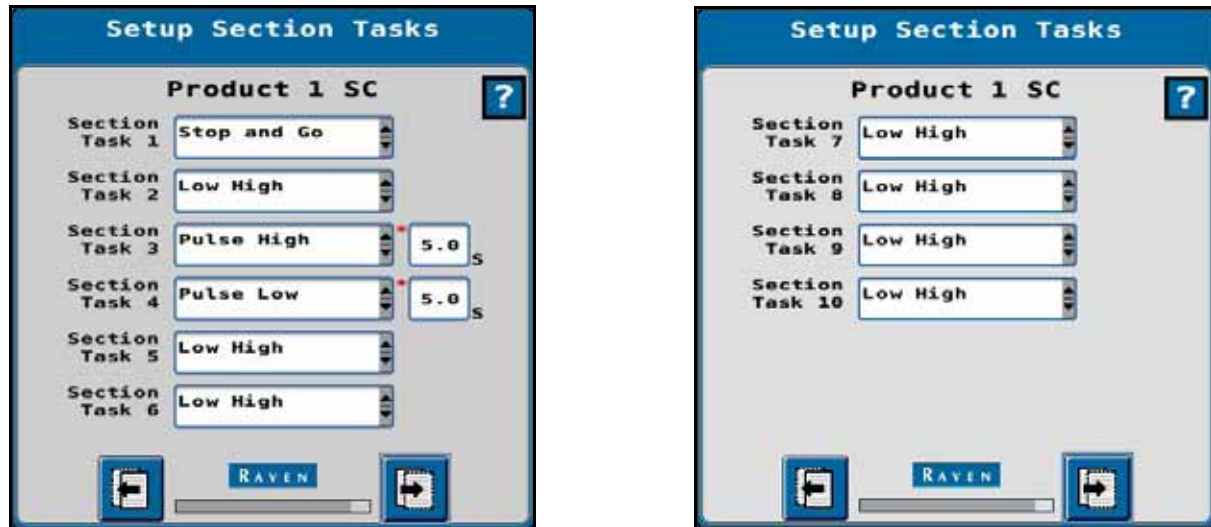 Setup Section Tasks
Product 1 SC
?
Section
Task 1
Stop and Go
Section
Task 2
Low High
Section
Task 3
Pulse High
* 5.0 s
Section
Task 4
Pulse Low
* 5.0 s
Section
Task 5
Low High
Section
Task 6
Low High
RAVEN
Setup Section Tasks
Product 1 SC
?
Section
Task 7
Low High
Section
Task 8
Low High
Section
Task 9
Low High
Section
Task 10
Low High
RAVEN